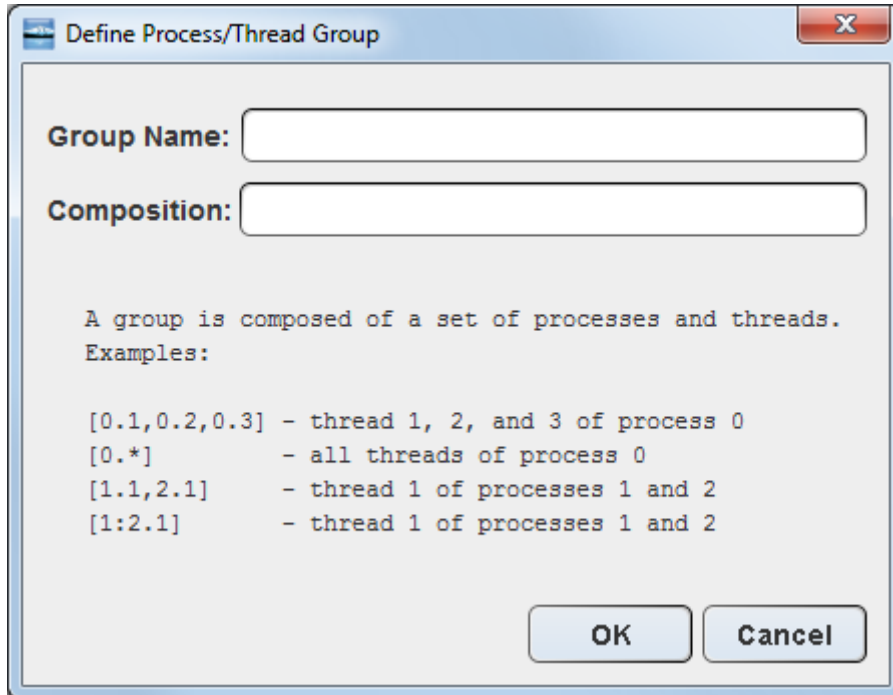 Define Process/Thread Group
Group Name:
Composition:
A group is composed of a set of processes and threads.
Examples:
[0.1,0.2,0.3] - thread 1, 2, and 3 of process 0
[0.*] - all threads of process 0
[1.1,2.1] - thread 1 of processes 1 and 2
[1:2.1] - thread 1 of processes 1 and 2
OK Cancel